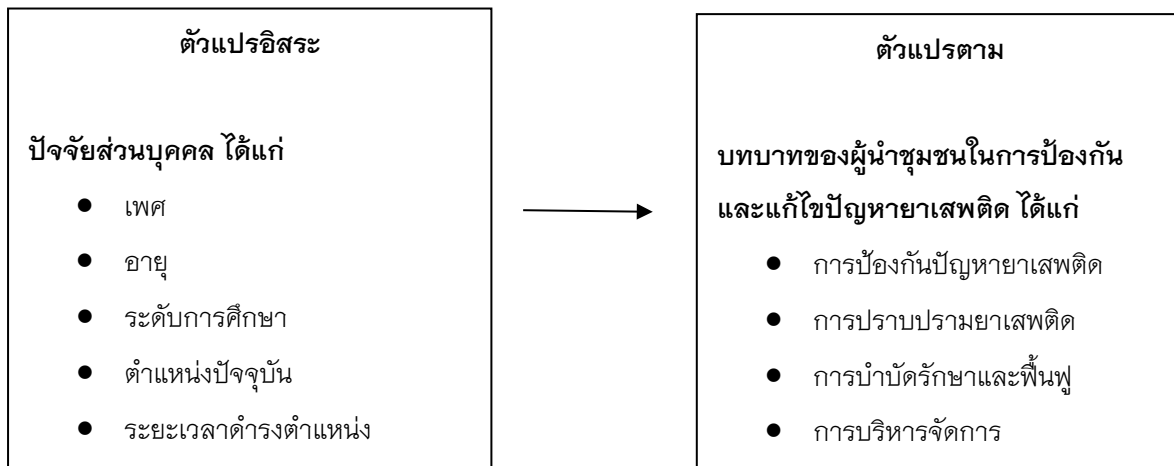 ตัวแปรอิสระ
ปัจจัยส่วนบุคคล ได้แก่
● เพศ
● อายุ
● ระดับการศึกษา
● ตำแหน่งปัจจุบัน
● ระยะเวลาดำรงตำแหน่ง
ตัวแปรตาม
บทบาทของผู้นำชุมชนในการป้องกัน
และแก้ไขปัญหายาเสพติด ได้แก่
● การป้องกันปัญหายาเสพติด
● การปราบปรามยาเสพติด
● การบำบัดรักษาและฟื้นฟู
● การบริหารจัดการ